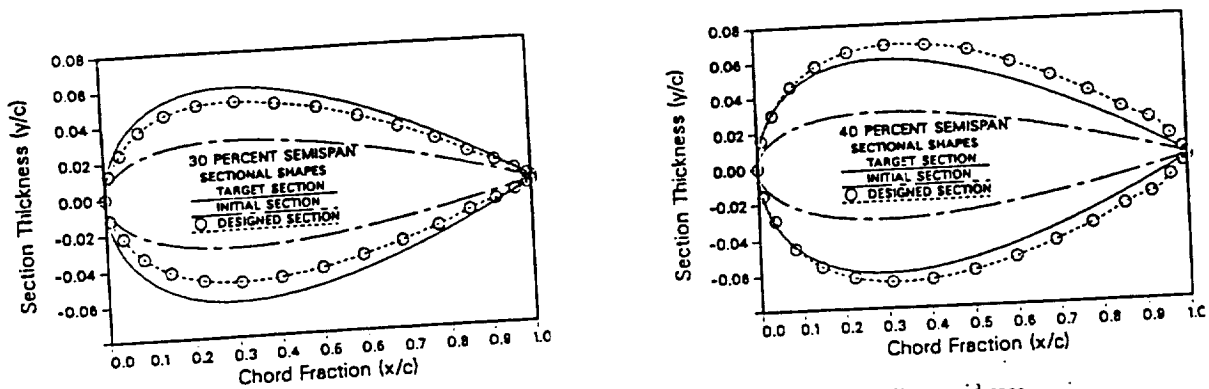 0.08
0.06
0.04
0.02
0.00
-0.02
-0.04
-0.06
Section Thickness (y/c)
30 PERCENT SEMISPAN
SECTIONAL SHAPES
TARGET SECTION
INITIAL SECTION
DESIGNED SECTION
0.0 0.1 0.2 0.3 0.4 0.5 0.6 0.7 0.8 0.9 1.0
Chord Fraction (x/c)
0.08
0.06
0.04
0.02
0.00
-0.02
-0.04
-0.06
Section Thickness (y/c)
40 PERCENT SEMISPAN
SECTIONAL SHAPES
TARGET SECTION
INITIAL SECTION
DESIGNED SECTION
0.0 0.1 0.2 0.3 0.4 0.5 0.6 0.7 0.8 0.9 1.0
Chord Fraction (x/c)